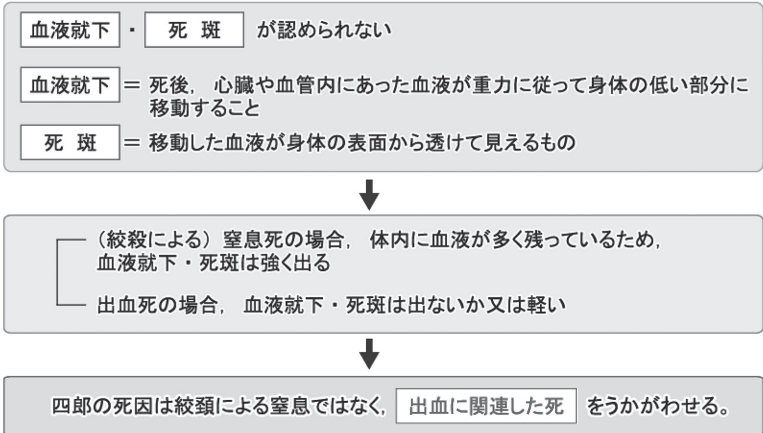 血液就下・死 斑 が認められない
血液就下＝死後，心臓や血管内にあった血液が重力に従って身体の低い部分に
移動すること
死 斑＝移動した血液が身体の表面から透けて見えるもの
（絞殺による）窒息死の場合，体内に血液が多く残っているため，
血液就下・死斑は強く出る
出血死の場合，血液就下・死斑は出ないか又は軽い
四郎の死因は絞頚による窒息ではなく，出血に関連した死 をうかがわせる。